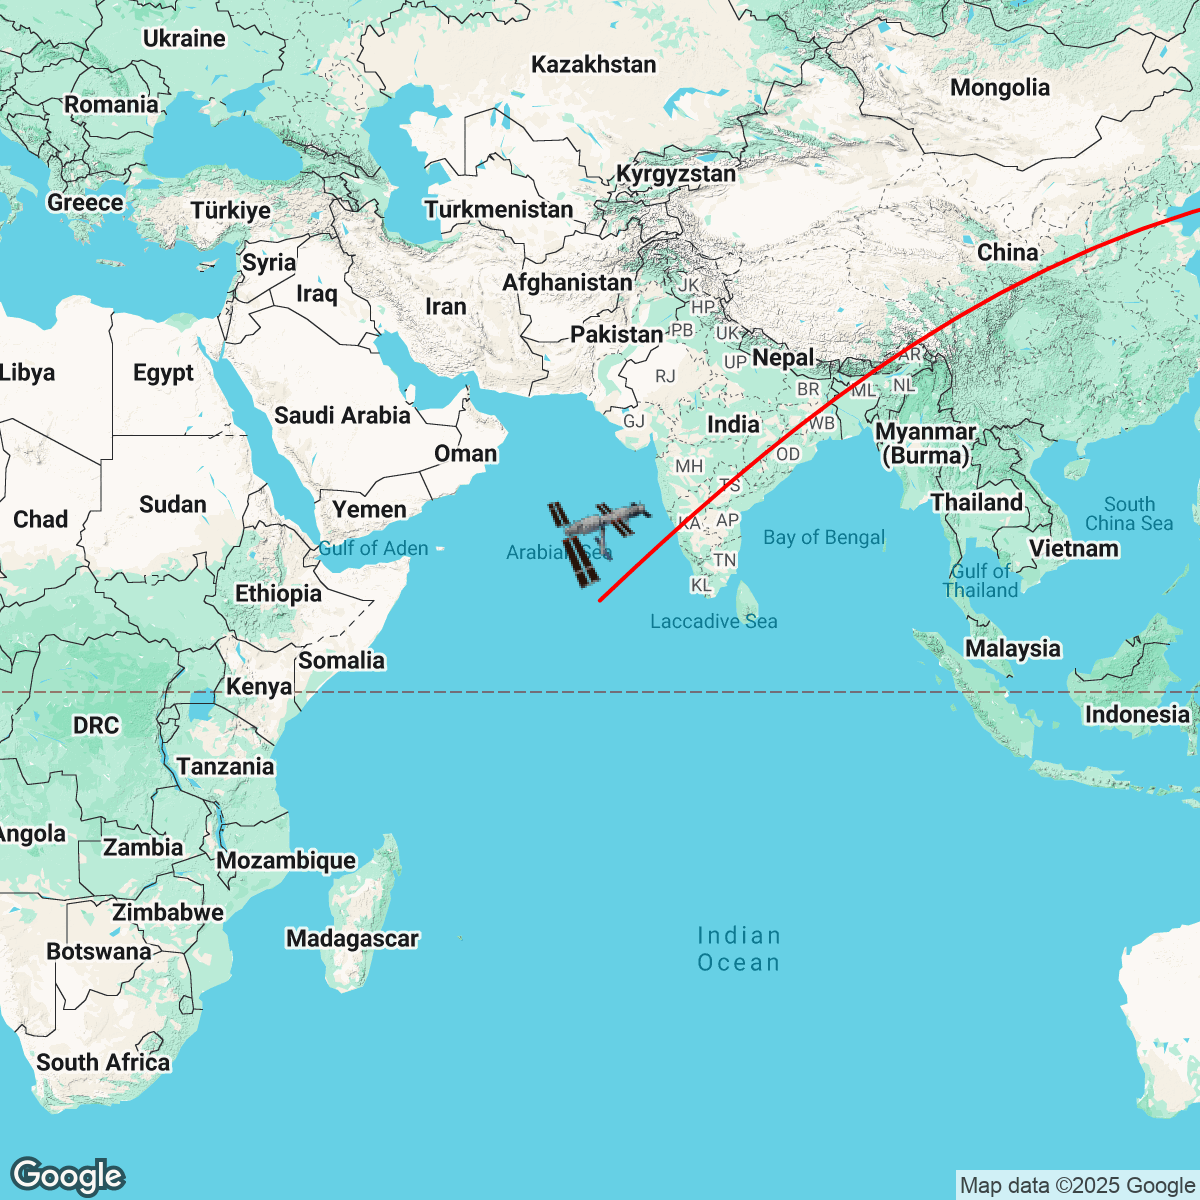 Ukraine
Kazakhstan
Mongolia
Romania
Kyrgyzstan
Greece
Türkiye
Turkmenistan
China
Syria
Afghanistan
JK
Iraq
Iran
HP
Pakistan
PB
UK
Nepal
UP
AR
Libya
Egypt
RJ
BR
ML
NL
Saudi Arabia
GJ
India
WB
Myanmar
(Burma)
Oman
OD
MH
TS
Sudan
Yemen
Thailand
South
China Sea
Chad
KA
AP
Bay of Bengal
Gulf of Aden
Arabian Sea
Vietnam
TN
Gulf of
Thailand
Ethiopia
KL
Laccadive Sea
Malaysia
Somalia
Kenya
Indonesia
DRC
Tanzania
Angola
Zambia
Mozambique
Zimbabwe
Madagascar
Botswana
Indian
Ocean
South Africa
Google
Map data ©2025 Google